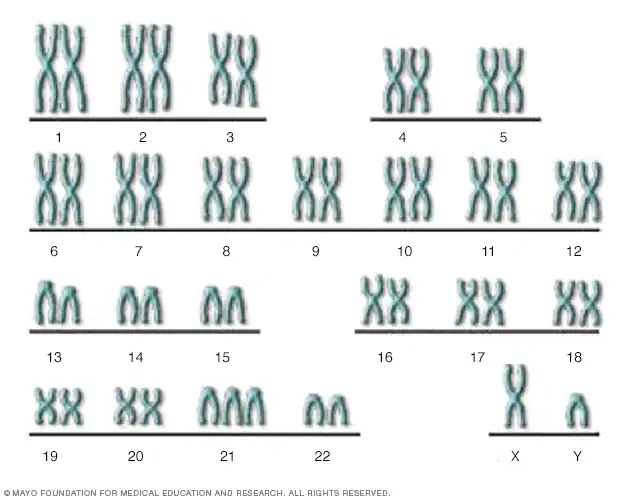 1 2 3 4 5
6 7 8 9 10 11 12
13 14 15 16 17 18
19 20 21 22 X Y
© MAYO FOUNDATION FOR MEDICAL EDUCATION AND RESEARCH. ALL RIGHTS RESERVED.